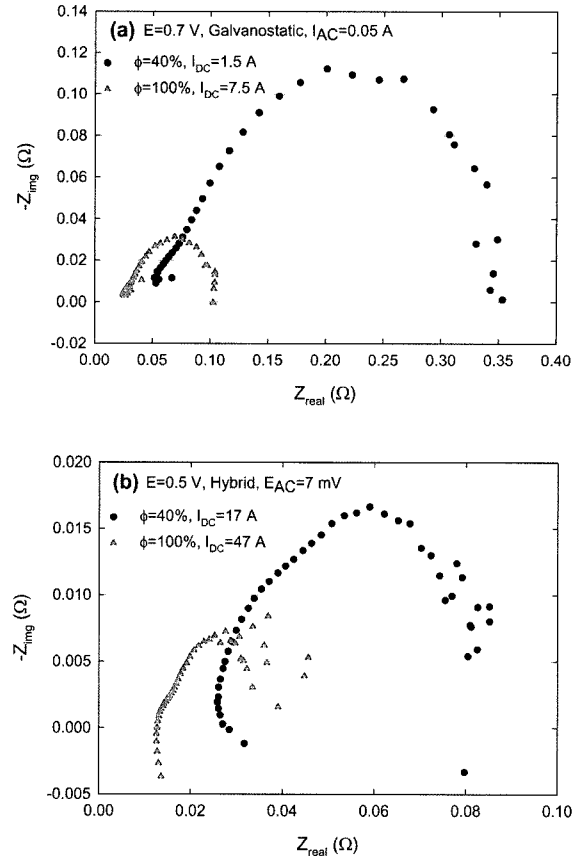 0.14
(a) E=0.7 V, Galvanostatic, I_AC=0.05 A
0.12
ϕ=40%, I_DC=1.5 A
ϕ=100%, I_DC=7.5 A
0.10
0.08
-Z_img (Ω)
0.06
0.04
0.02
0.00
-0.02
0.00 0.05 0.10 0.15 0.20 0.25 0.30 0.35 0.40
Z_real (Ω)
0.020
(b) E=0.5 V, Hybrid, E_AC=7 mV
ϕ=40%, I_DC=17 A
0.015
ϕ=100%, I_DC=47 A
0.010
-Z_img (Ω)
0.005
0.000
-0.005
0.00 0.02 0.04 0.06 0.08 0.10
Z_real (Ω)